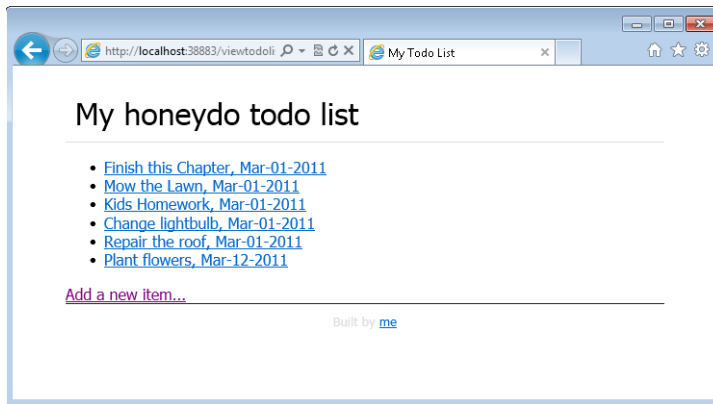 http://localhost:38883/viewtodoli
My Todo List
My honeydo todo list
Finish this Chapter, Mar-01-2011
Mow the Lawn, Mar-01-2011
Kids Homework, Mar-01-2011
Change lightbulb, Mar-01-2011
Repair the roof, Mar-01-2011
Plant flowers, Mar-12-2011
Add a new item...
Built by me